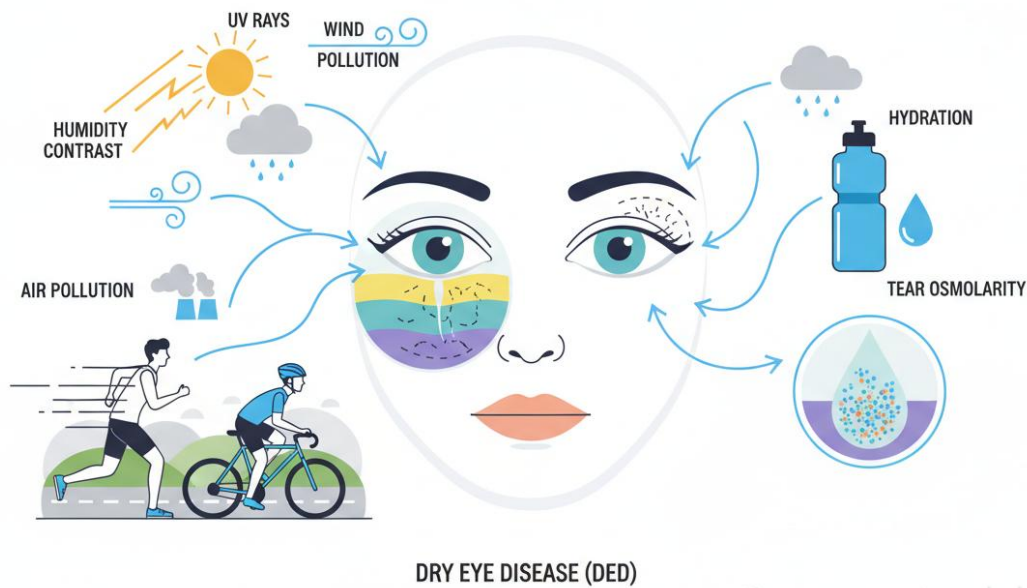 UV RAYS
WIND
POLLUTION
HUMIDITY
CONTRAST
HYDRATION
AIR POLLUTION
TEAR OSMOLARITY
DRY EYE DISEASE (DED)